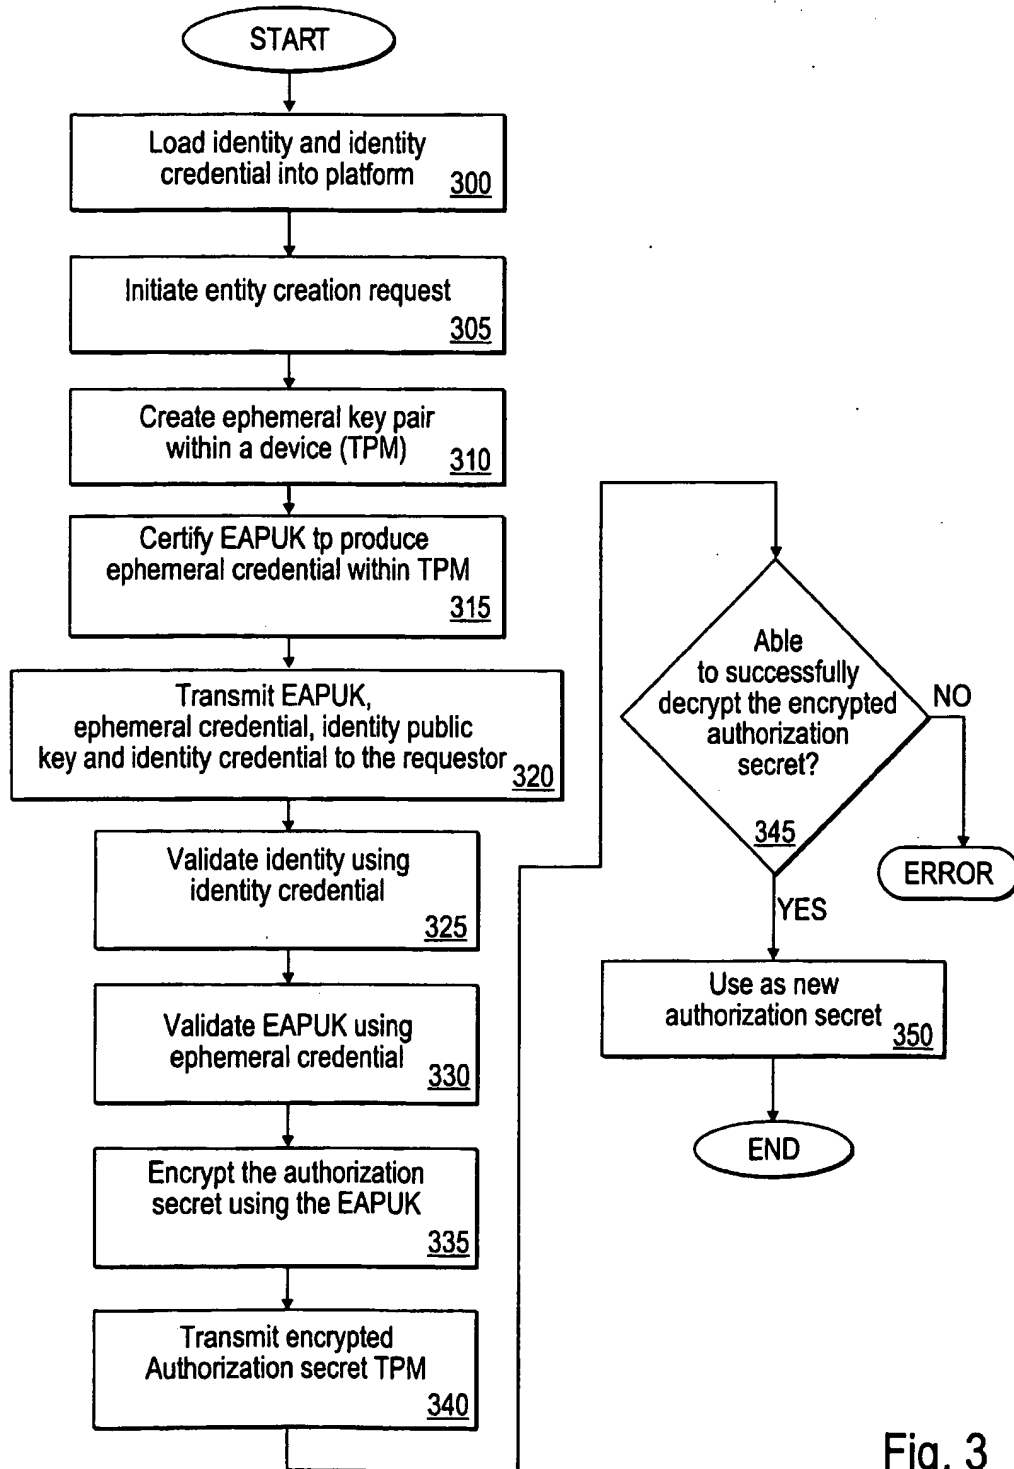 START
Load identity and identity
credential into platform
300
Initiate entity creation request
305
Create ephemeral key pair
within a device (TPM)
310
Certify EAPUK tp produce
ephemeral credential within TPM
315
Transmit EAPUK,
ephemeral credential, identity public
key and identity credential to the requestor
320
Validate identity using
identity credential
325
Validate EAPUK using
ephemeral credential
330
Encrypt the authorization
secret using the EAPUK
335
Transmit encrypted
Authorization secret TPM
340
Able
to successfully
decrypt the encrypted
authorization
secret?
345
NO
ERROR
YES
Use as new
authorization secret
350
END
Fig. 3